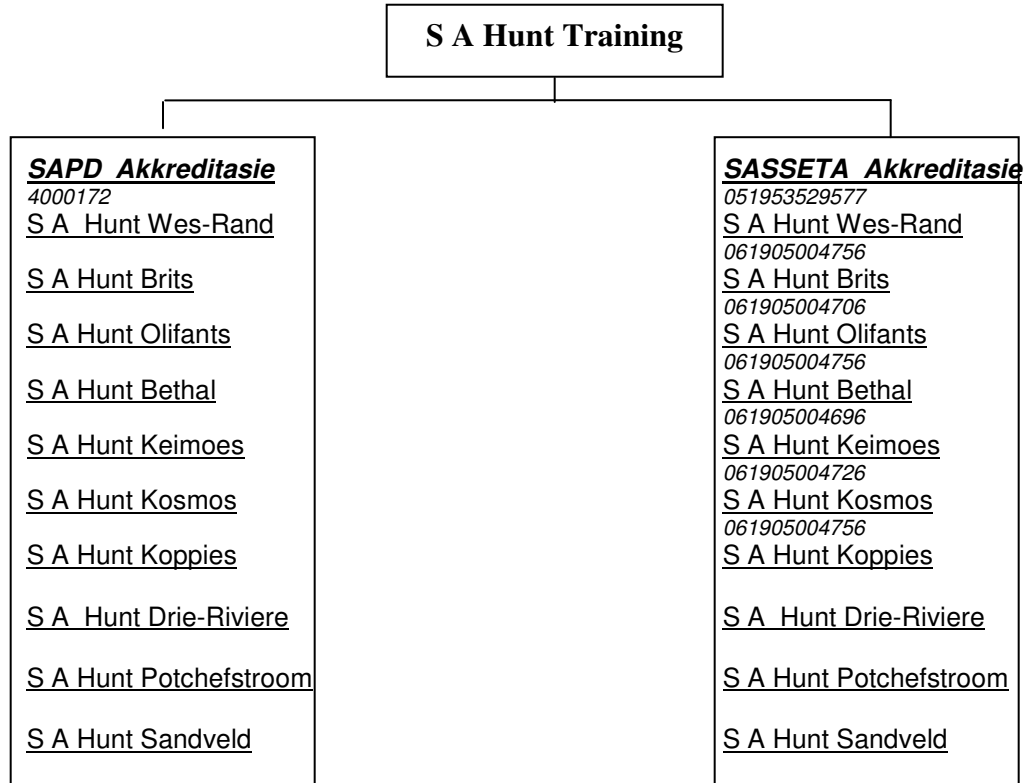 S A Hunt Training
SAPD Akkreditasie
4000172
S A Hunt Wes-Rand
S A Hunt Brits
S A Hunt Olifants
S A Hunt Bethal
S A Hunt Keimoes
S A Hunt Kosmos
S A Hunt Koppies
S A Hunt Drie-Riviere
S A Hunt Potchefstroom
S A Hunt Sandveld
SASSETA Akkreditasie
051953529577
S A Hunt Wes-Rand
061905004756
S A Hunt Brits
061905004706
S A Hunt Olifants
061905004756
S A Hunt Bethal
061905004696
S A Hunt Keimoes
061905004726
S A Hunt Kosmos
061905004756
S A Hunt Koppies
S A Hunt Drie-Riviere
S A Hunt Potchefstroom
S A Hunt Sandveld